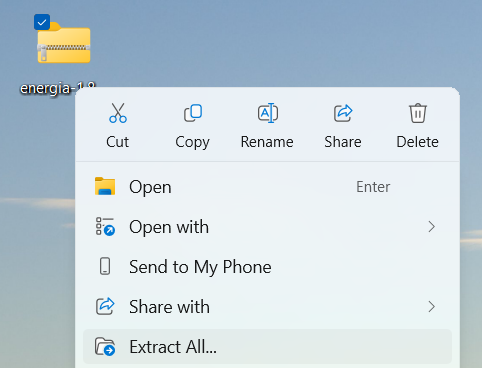 energia-1.8
Cut
Copy
Rename
Share
Delete
Open
Enter
Open with
Send to My Phone
Share with
Extract All...